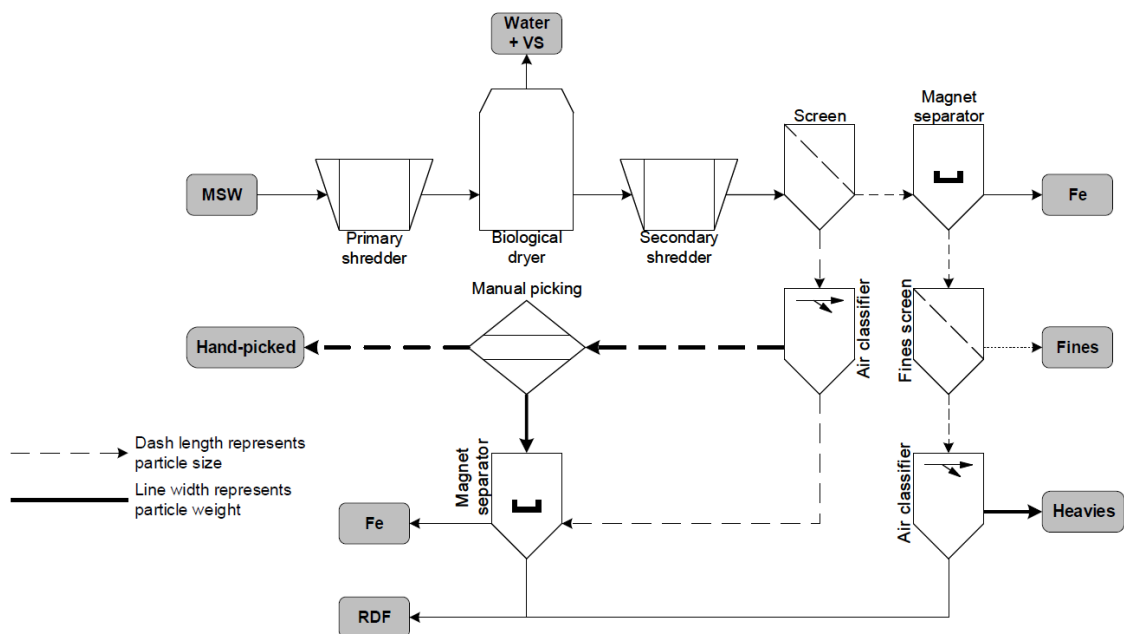 Water
+ VS
Screen
Magnet
separator
MSW
Fe
Primary
shredder
Biological
dryer
Secondary
shredder
Manual picking
Air classifier
Fines screen
Hand-picked
Fines
Dash length represents
particle size
Line width represents
particle weight
Magnet
separator
Air classifier
Fe
Heavies
RDF